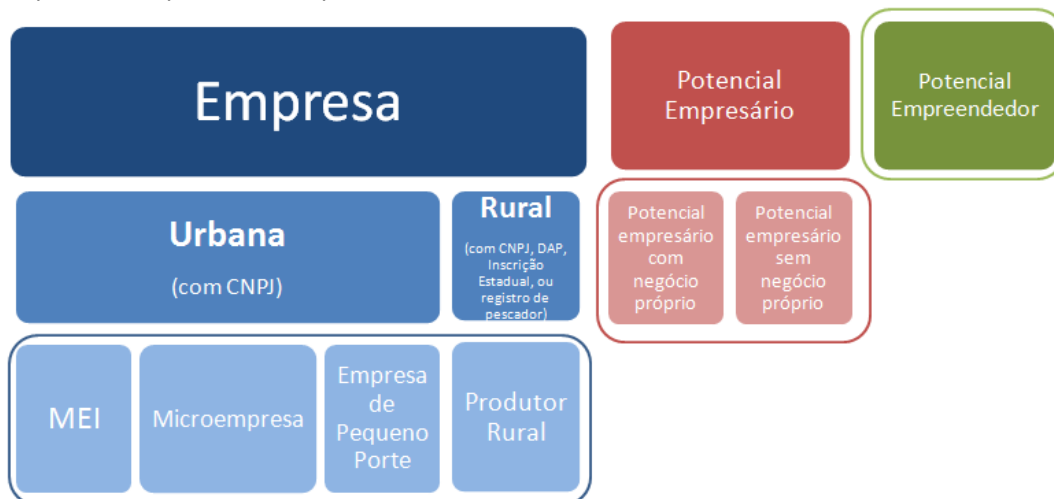 Empresa
Potencial
Empresário
Potencial
Empreendedor
Urbana
(com CNPJ)
Rural
(com CNPJ, DAP,
Inscrição
Estadual, ou
registro de
pescador)
Potencial
empresário
com
negócio
próprio
Potencial
empresário
sem
negócio
próprio
MEI
Microempresa
Empresa
de
Pequeno
Porte
Produtor
Rural